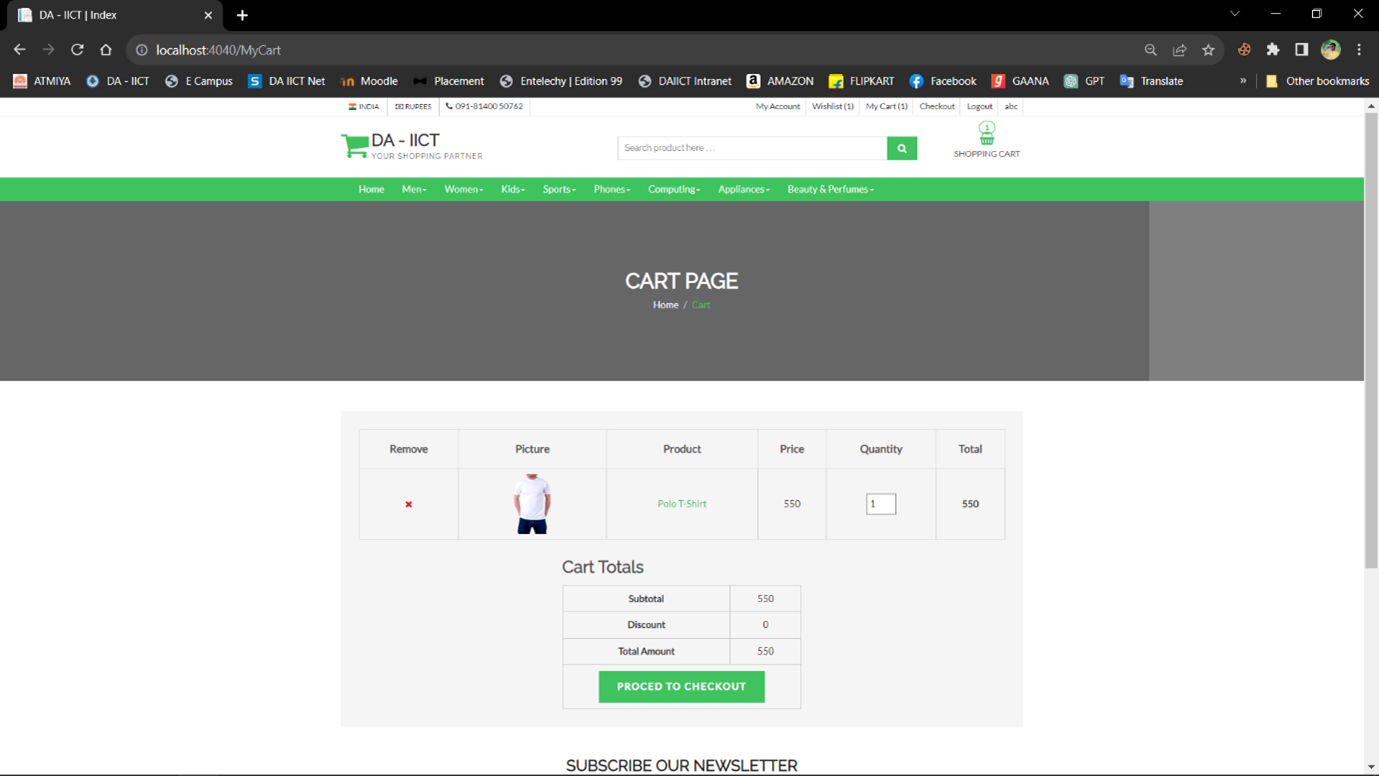 DA - IICT | Index
localhost:4040/MyCart
ATMIYA DA - IICT E Campus DA IICT Net Moodle Placement Entelechy | Edition 99 DAIICT Intranet AMAZON FLIPKART Facebook GAANA GPT Translate » Other bookmarks
INDIA RUPEES 091-81400 50762 My Account Wishlist (1) My Cart (1) Checkout Logout abc
DA - IICT
YOUR SHOPPING PARTNER
Search product here . . .
1
SHOPPING CART
Home Men Women Kids Sports Phones Computing Appliances Beauty & Perfumes
CART PAGE
Home / Cart
Remove Picture Product Price Quantity Total
Polo T-Shirt 550 1 550
Cart Totals
Subtotal 550
Discount 0
Total Amount 550
PROCED TO CHECKOUT
SUBSCRIBE OUR NEWSLETTER